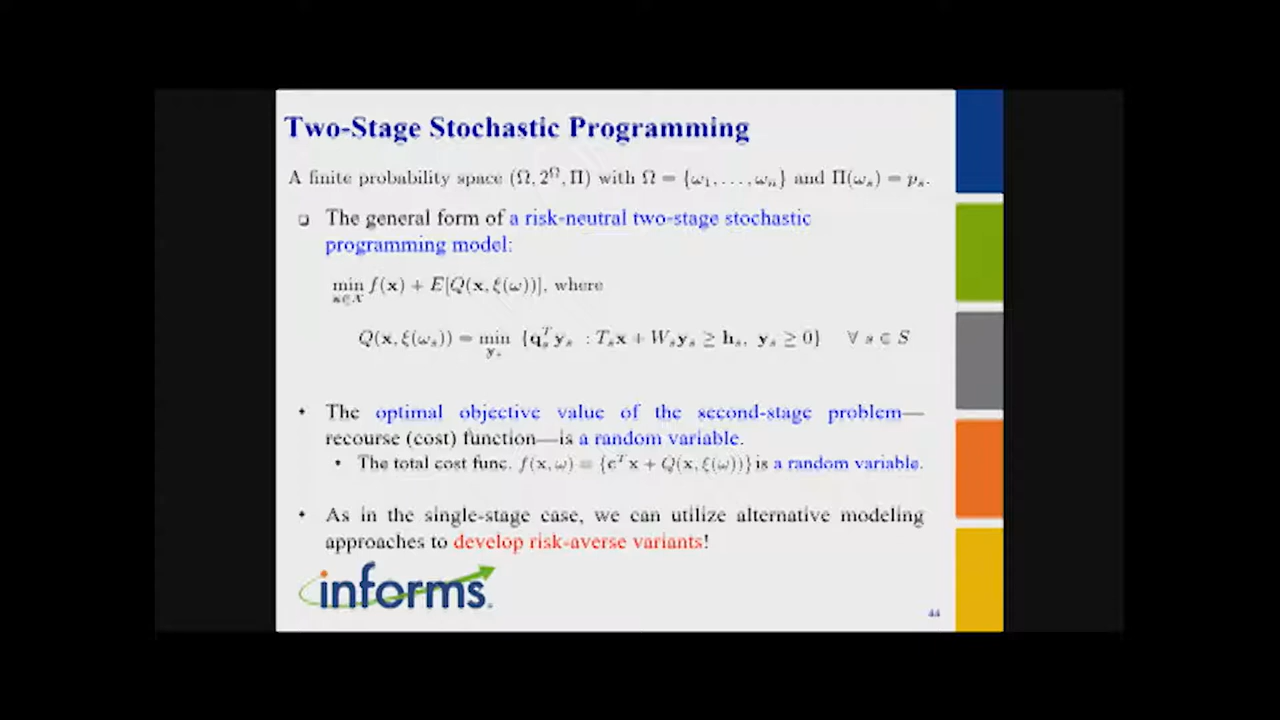 Two-Stage Stochastic Programming
A finite probability space (Ω, 2^Ω, Π) with Ω = {ω₁, …, ωₙ} and Π(ωₛ) = pₛ.
❑ The general form of a risk-neutral two-stage stochastic
programming model:
min f(x) + E[Q(x, ξ(ω))], where
x∈X
Q(x, ξ(ωₛ)) = min {qₛᵀyₛ : Tₛx + Wₛyₛ ≥ hₛ, yₛ ≥ 0} ∀ s ∈ S
yₛ
• The optimal objective value of the second-stage problem—
recourse (cost) function—is a random variable.
• The total cost func. f(x, ω) = {cᵀx + Q(x, ξ(ω))} is a random variable.
• As in the single-stage case, we can utilize alternative modeling
approaches to develop risk-averse variants!
informs.
44